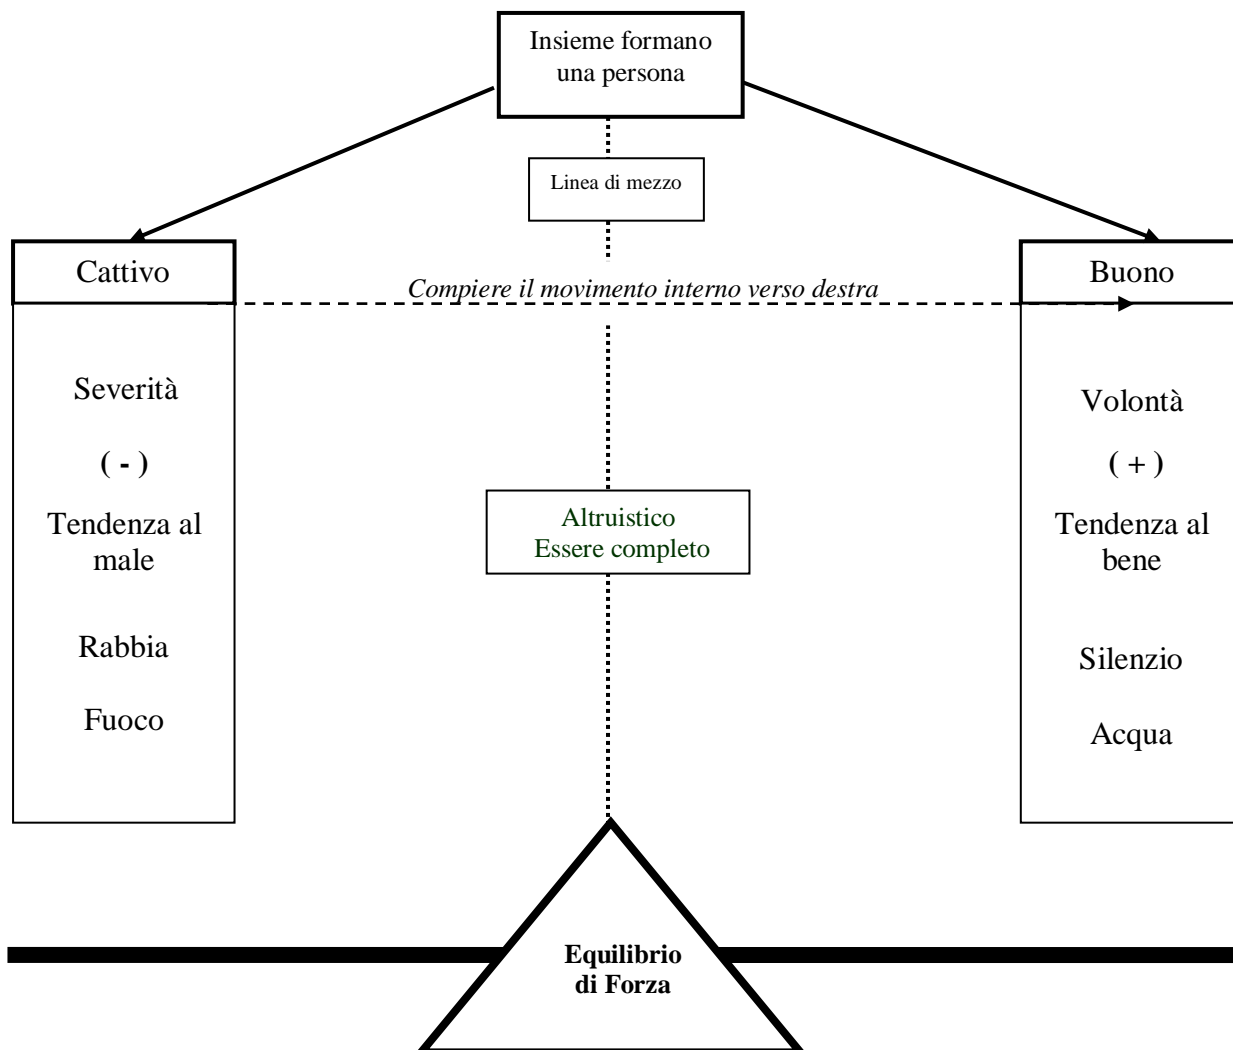 Insieme formano
una persona
Linea di mezzo
Cattivo
Compiere il movimento interno verso destra
Buono
Severità
( - )
Tendenza al
male
Rabbia
Fuoco
Altruistico
Essere completo
Volontà
( + )
Tendenza al
bene
Silenzio
Acqua
Equilibrio
di Forza